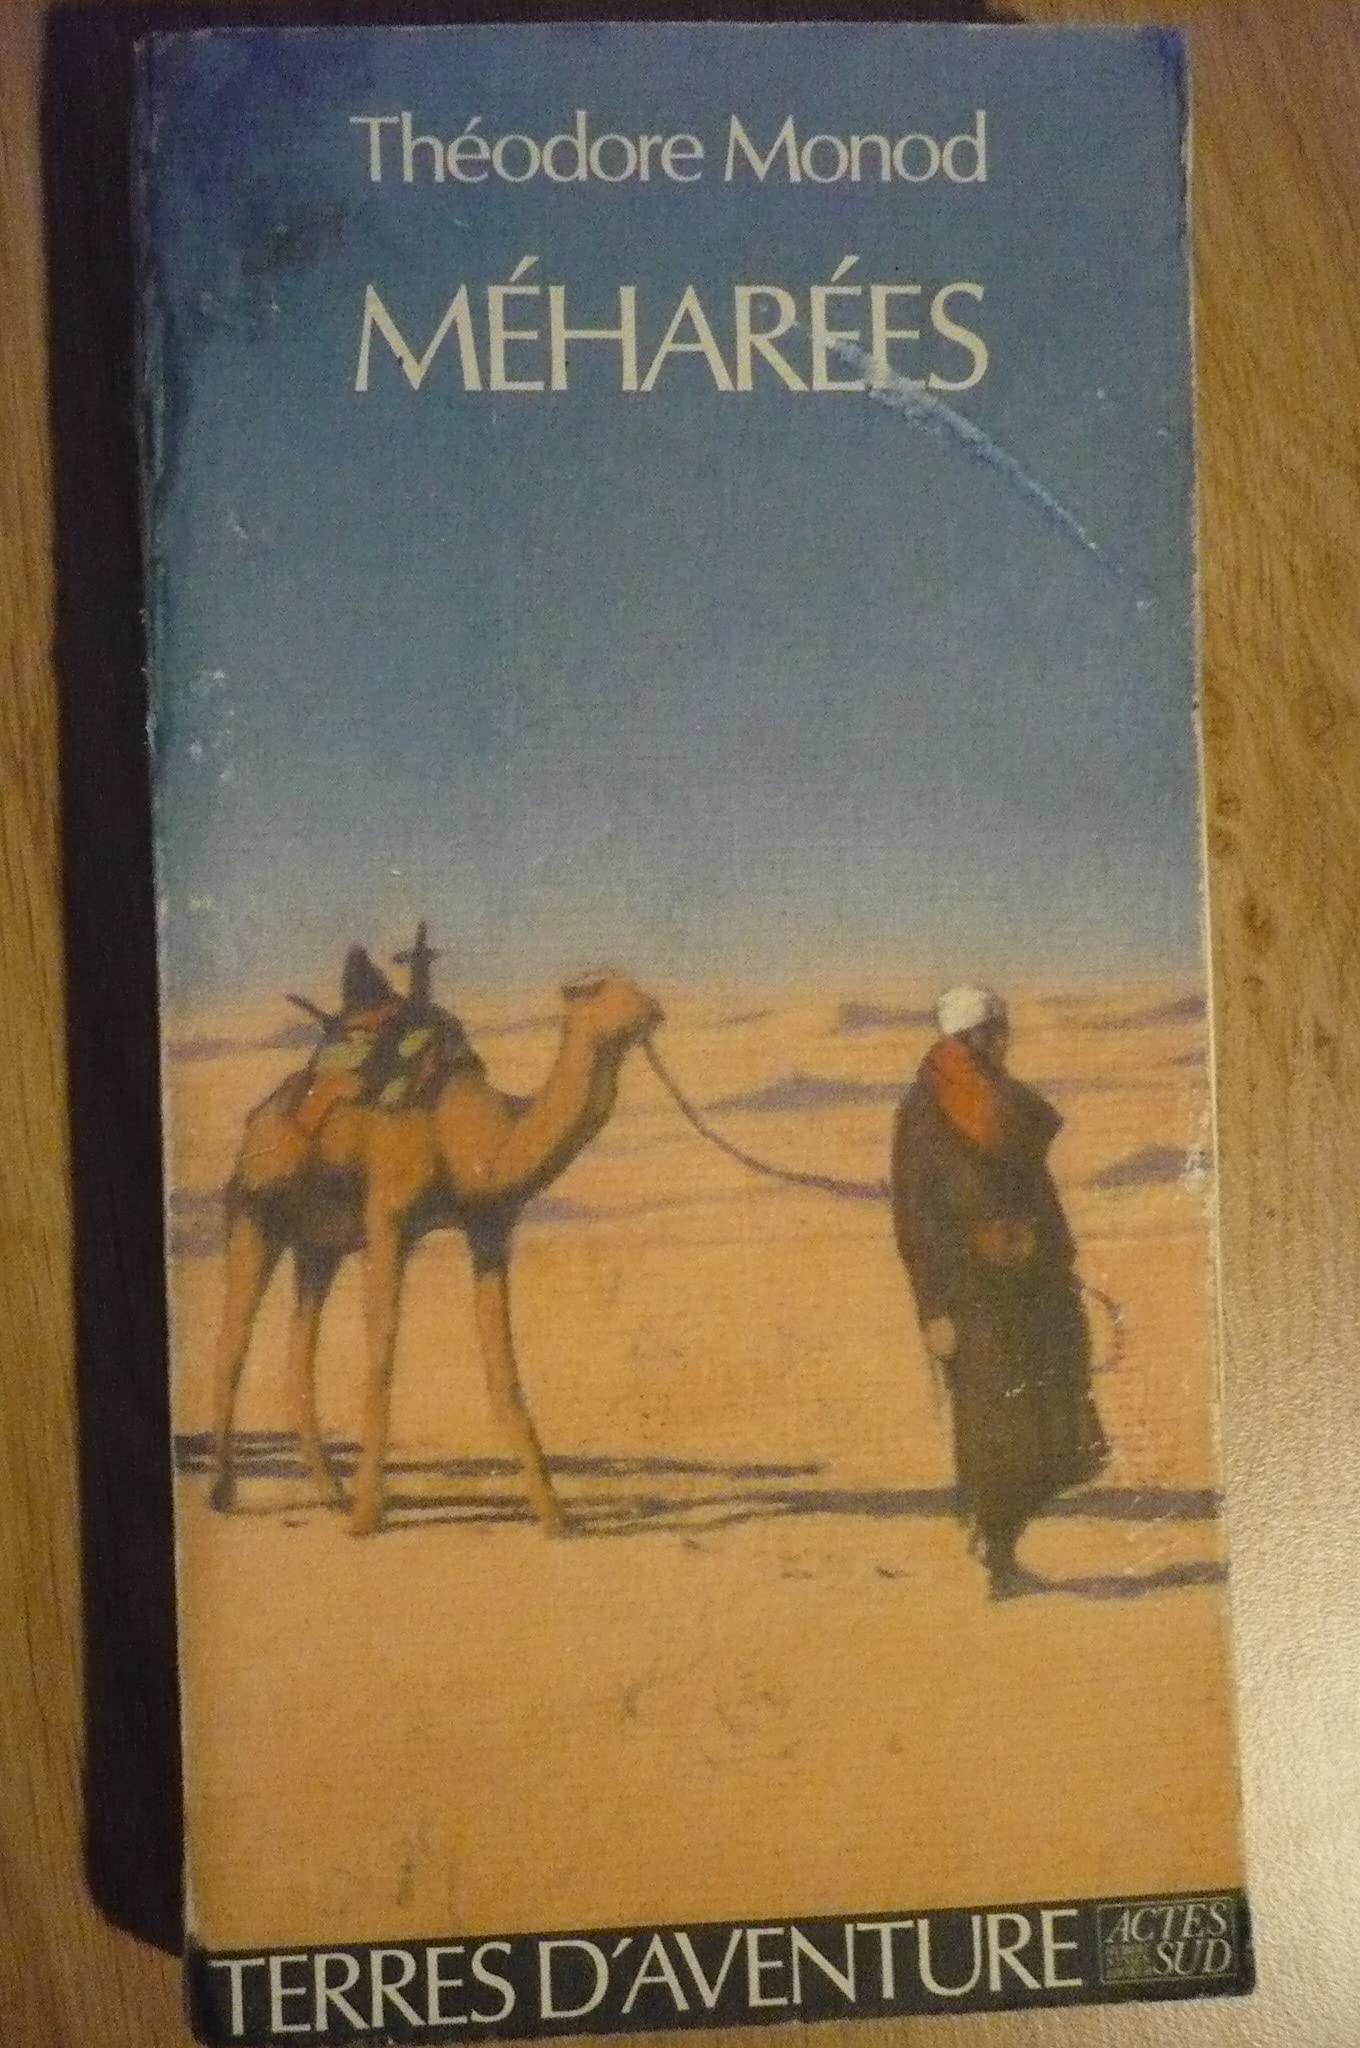 Théodore Monod
MÉHARÉES
TERRES D'AVENTURE
ACTES
SUD